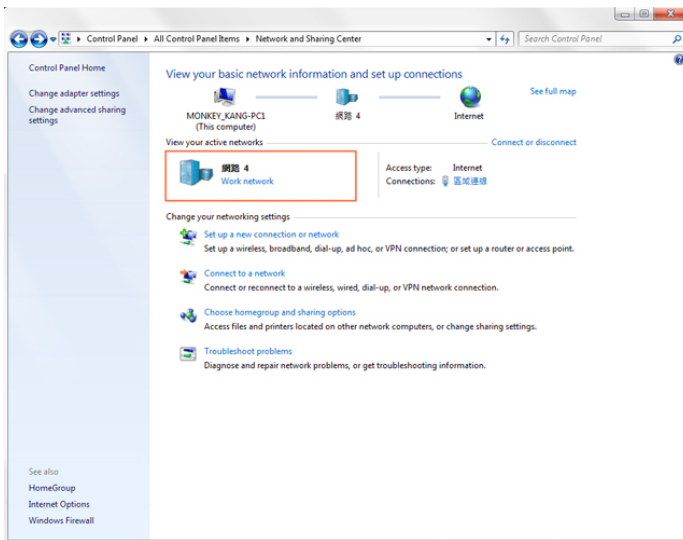 Control Panel ▸ All Control Panel Items ▸ Network and Sharing Center
Search Control Panel
Control Panel Home
Change adapter settings
Change advanced sharing
settings
View your basic network information and set up connections
See full map
MONKEY_KANG-PC1
(This computer)
網路 4
Internet
View your active networks
Connect or disconnect
網路 4
Work network
Access type: Internet
Connections: 區域連線
Change your networking settings
Set up a new connection or network
Set up a wireless, broadband, dial-up, ad hoc, or VPN connection; or set up a router or access point.
Connect to a network
Connect or reconnect to a wireless, wired, dial-up, or VPN network connection.
Choose homegroup and sharing options
Access files and printers located on other network computers, or change sharing settings.
Troubleshoot problems
Diagnose and repair network problems, or get troubleshooting information.
See also
HomeGroup
Internet Options
Windows Firewall